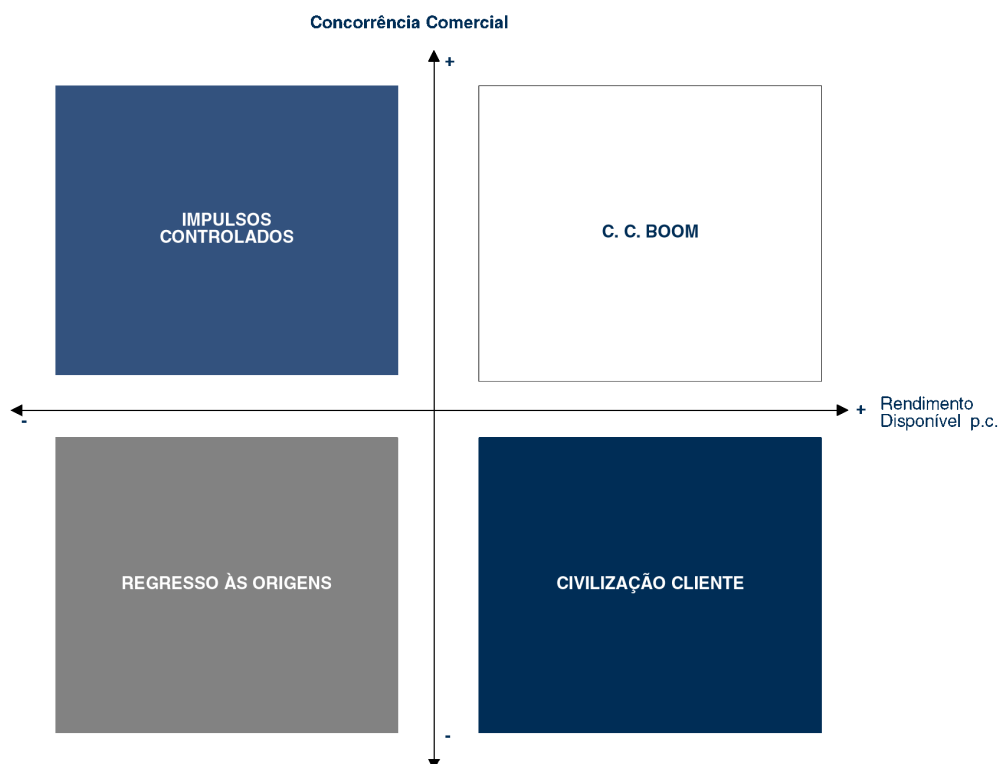 Concorrência Comercial
+
IMPULSOS
CONTROLADOS
C. C. BOOM
-
+
Rendimento
Disponível p.c.
REGRESSO ÀS ORIGENS
CIVILIZAÇÃO CLIENTE
-